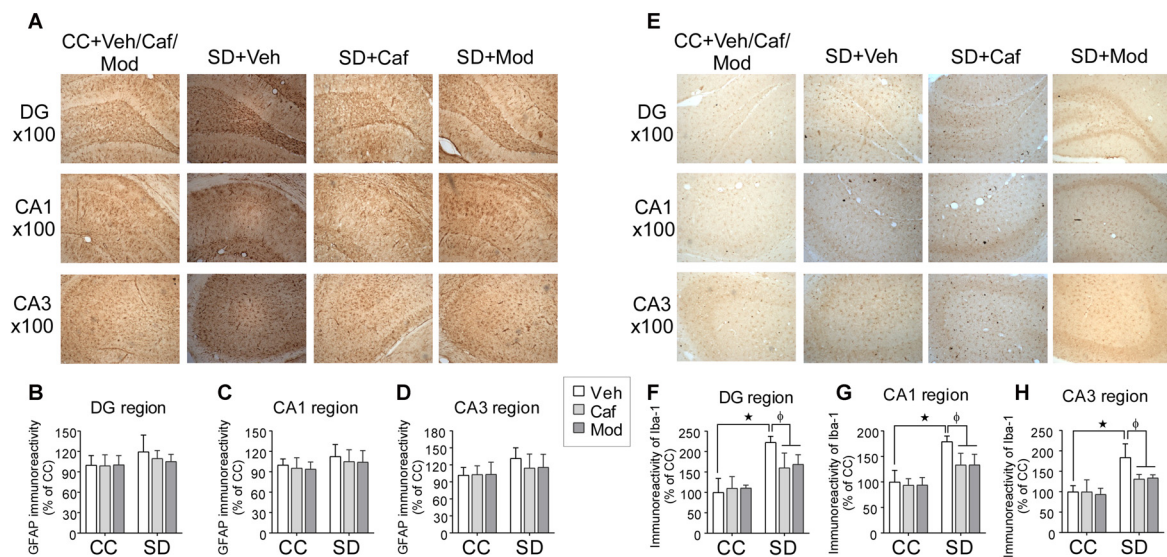 A
CC+Veh/Caf/
Mod
SD+Veh
SD+Caf
SD+Mod
DG
x100
CA1
x100
CA3
x100
E
CC+Veh/Caf/
Mod
SD+Veh
SD+Caf
SD+Mod
DG
x100
CA1
x100
CA3
x100
B
DG region
GFAP immunoreactivity
(% of CC)
150
120
90
60
30
0
CC
SD
C
CA1 region
GFAP immunoreactivity
(% of CC)
150
120
90
60
30
0
CC
SD
D
CA3 region
GFAP immunoreactivity
(% of CC)
180
150
120
90
60
30
0
CC
SD
Veh
Caf
Mod
F
DG region
Immunoreactivity of Iba-1
(% of CC)
250
200
150
100
50
0
★
ϕ
CC
SD
G
CA1 region
Immunoreactivity of Iba-1
(% of CC)
200
150
100
50
0
★
ϕ
CC
SD
H
CA3 region
Immunoreactivity of Iba-1
(% of CC)
250
200
150
100
50
0
★
ϕ
CC
SD